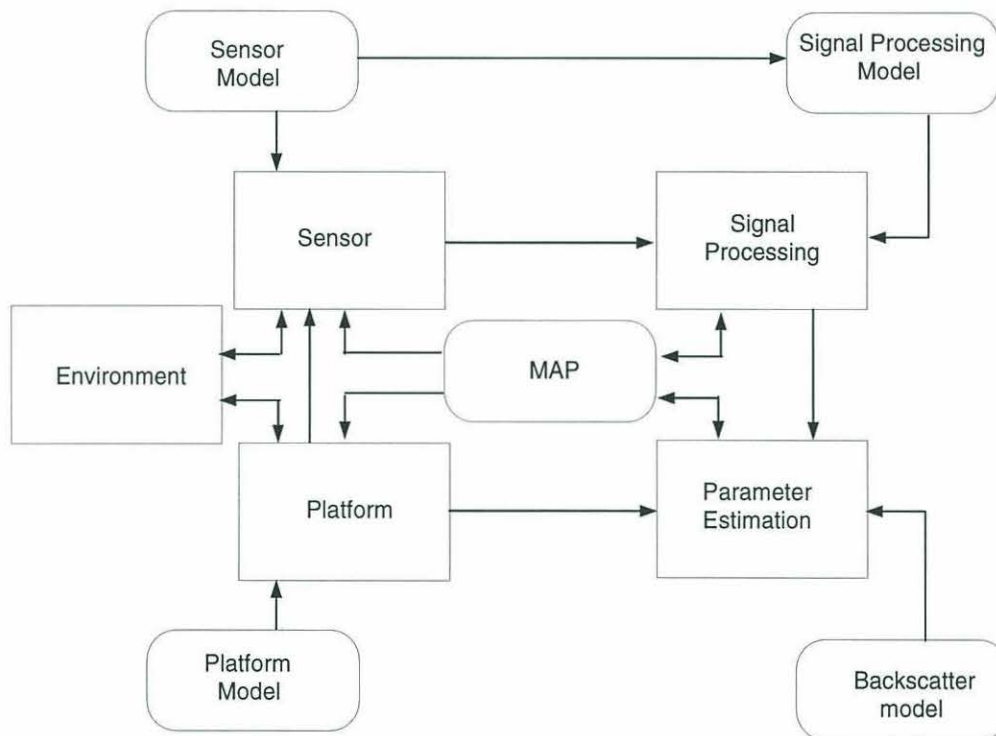 Sensor
Model
Signal Processing
Model
Sensor
Signal
Processing
Environment
MAP
Platform
Parameter
Estimation
Platform
Model
Backscatter
model